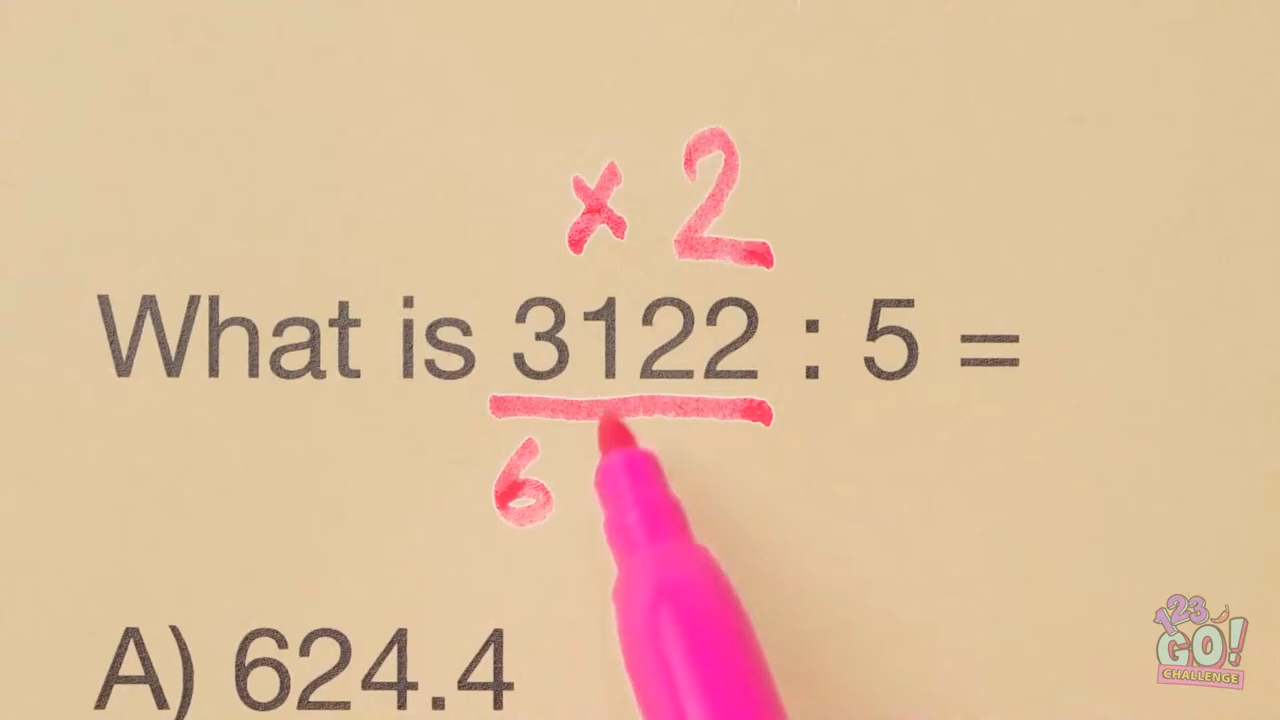 × 2
What is 3122 : 5 =
6
A) 624.4
123
GO!
CHALLENGE